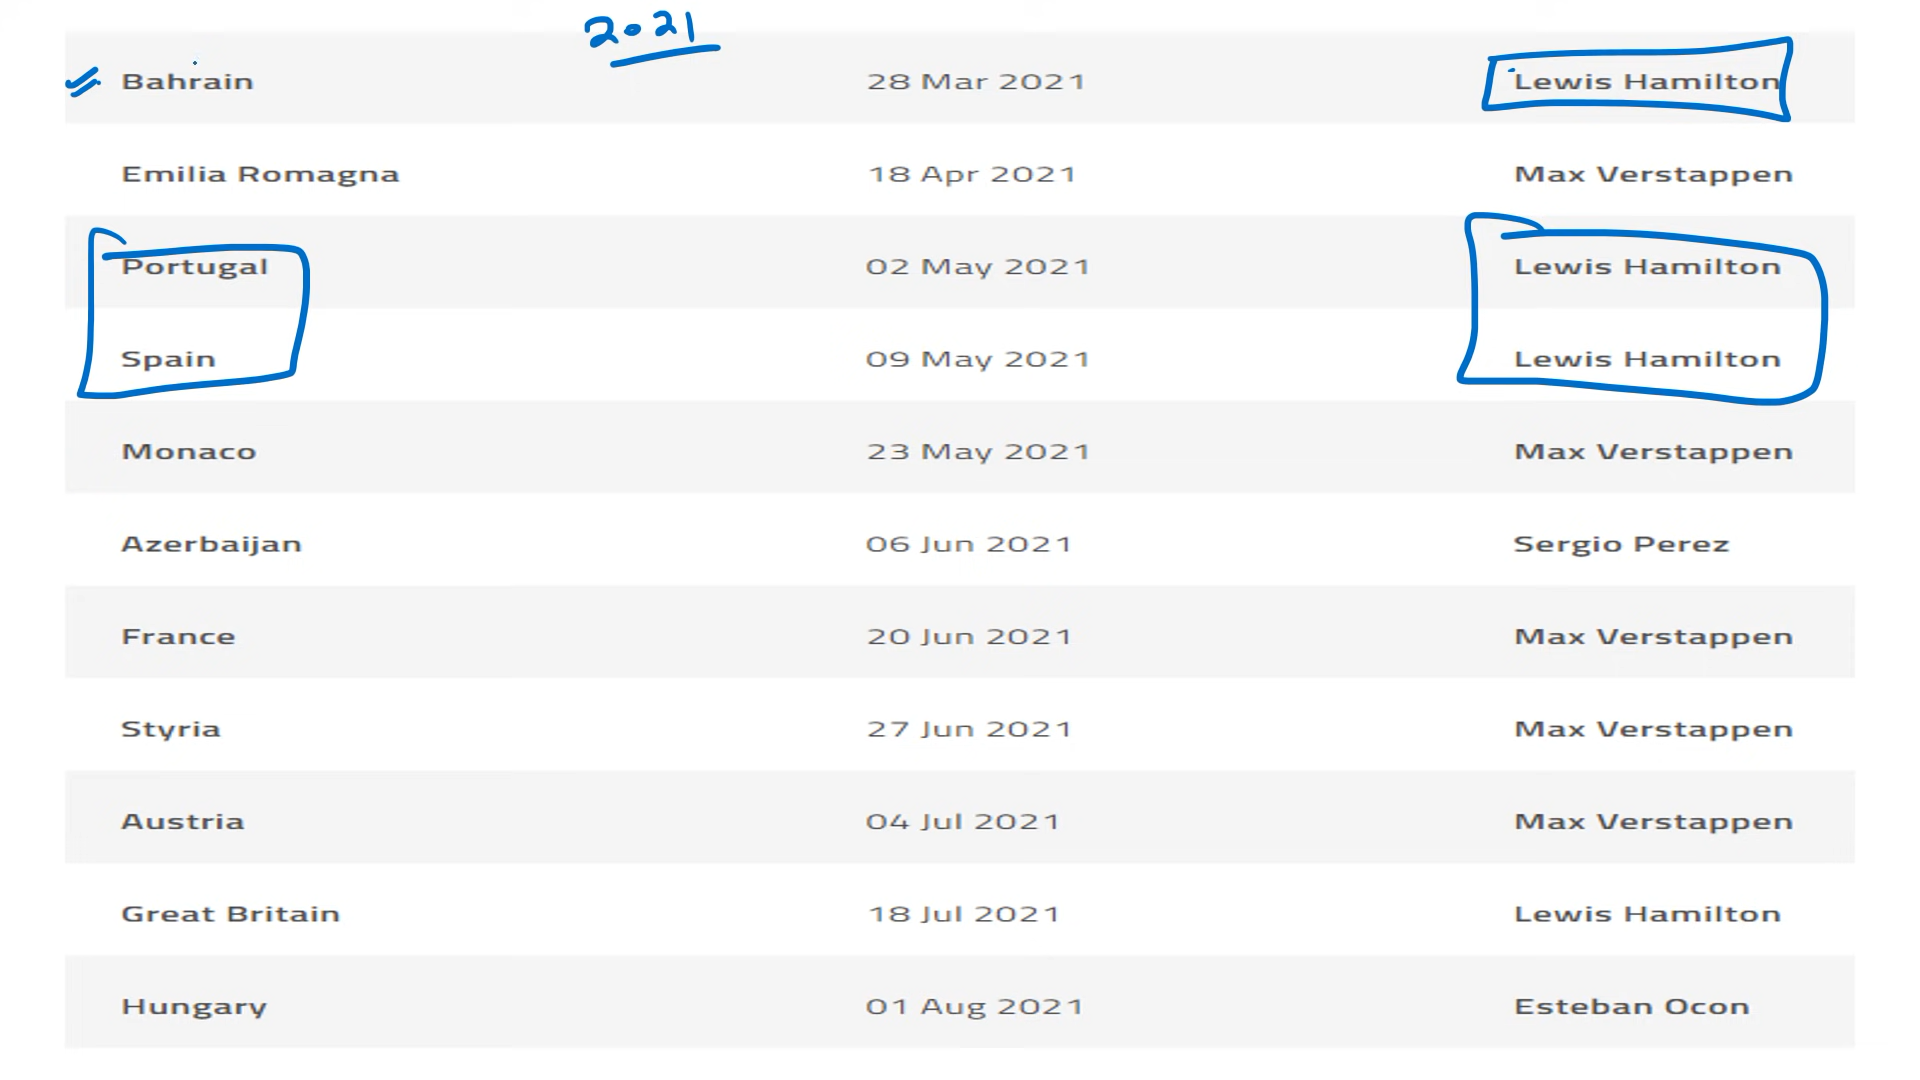 2021
Bahrain 28 Mar 2021 Lewis Hamilton
Emilia Romagna 18 Apr 2021 Max Verstappen
Portugal 02 May 2021 Lewis Hamilton
Spain 09 May 2021 Lewis Hamilton
Monaco 23 May 2021 Max Verstappen
Azerbaijan 06 Jun 2021 Sergio Perez
France 20 Jun 2021 Max Verstappen
Styria 27 Jun 2021 Max Verstappen
Austria 04 Jul 2021 Max Verstappen
Great Britain 18 Jul 2021 Lewis Hamilton
Hungary 01 Aug 2021 Esteban Ocon